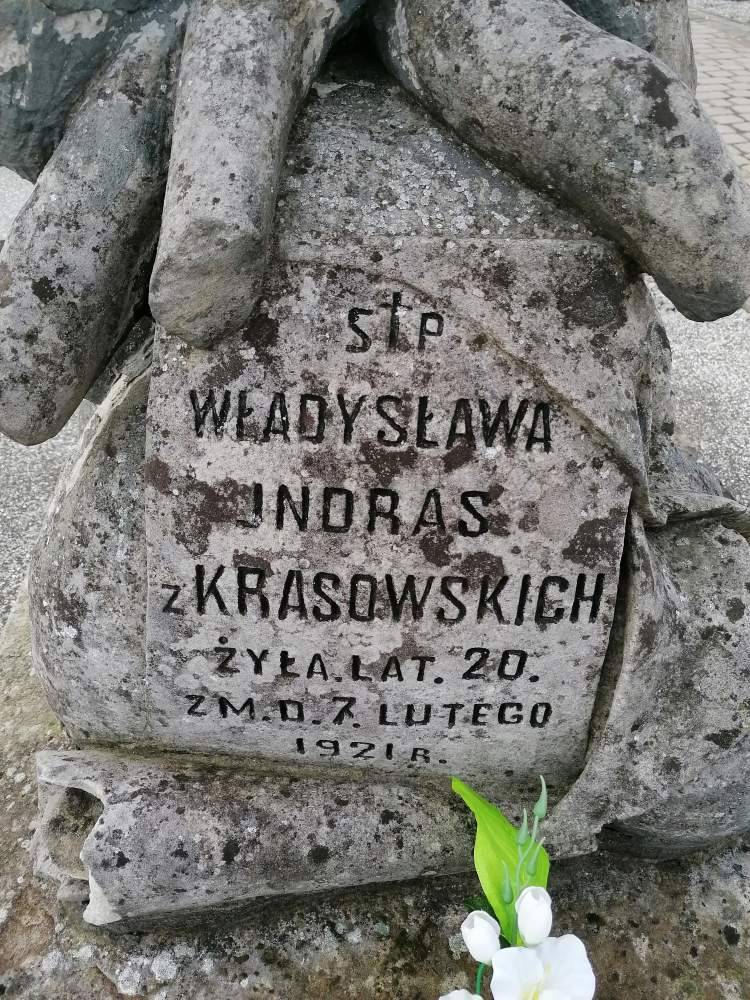 S†P
WŁADYSŁAWA
JNDRAS
z KRASOWSKICH
ŻYŁA. LAT. 20.
ZM. D. 7. LUTEGO
1921 R.